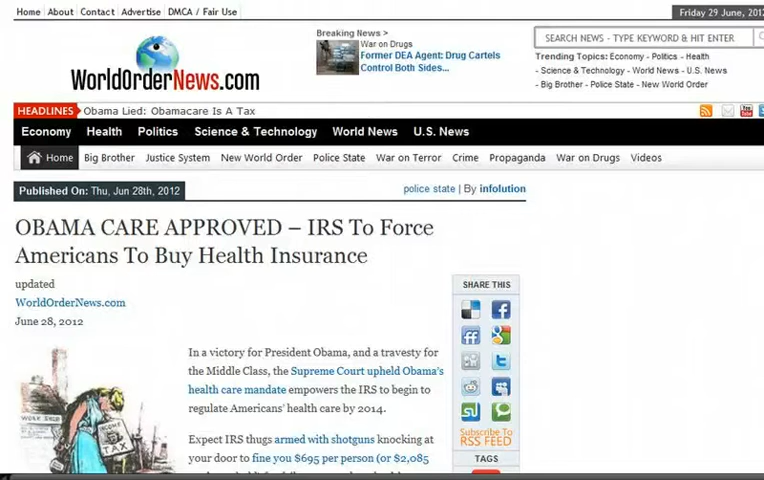 Home About Contact Advertise DMCA / Fair Use
Friday 29 June, 2012
Breaking News >
War on Drugs
Former DEA Agent: Drug Cartels
Control Both Sides...
SEARCH NEWS - TYPE KEYWORD & HIT ENTER
Trending Topics: Economy - Politics - Health
- Science & Technology - World News - U.S. News
- Big Brother - Police State - New World Order
WorldOrderNews.com
HEADLINES Obama Lied: Obamacare Is A Tax
Economy Health Politics Science & Technology World News U.S. News
Home Big Brother Justice System New World Order Police State War on Terror Crime Propaganda War on Drugs Videos
Published On: Thu, Jun 28th, 2012
police state | By infolution
OBAMA CARE APPROVED – IRS To Force
Americans To Buy Health Insurance
updated
WorldOrderNews.com
June 28, 2012
In a victory for President Obama, and a travesty for
the Middle Class, the Supreme Court upheld Obama's
health care mandate empowers the IRS to begin to
regulate Americans' health care by 2014.
Expect IRS thugs armed with shotguns knocking at
your door to fine you $695 per person (or $2,085
INCOME
TAX
SHARE THIS
Subscribe To
RSS FEED
TAGS